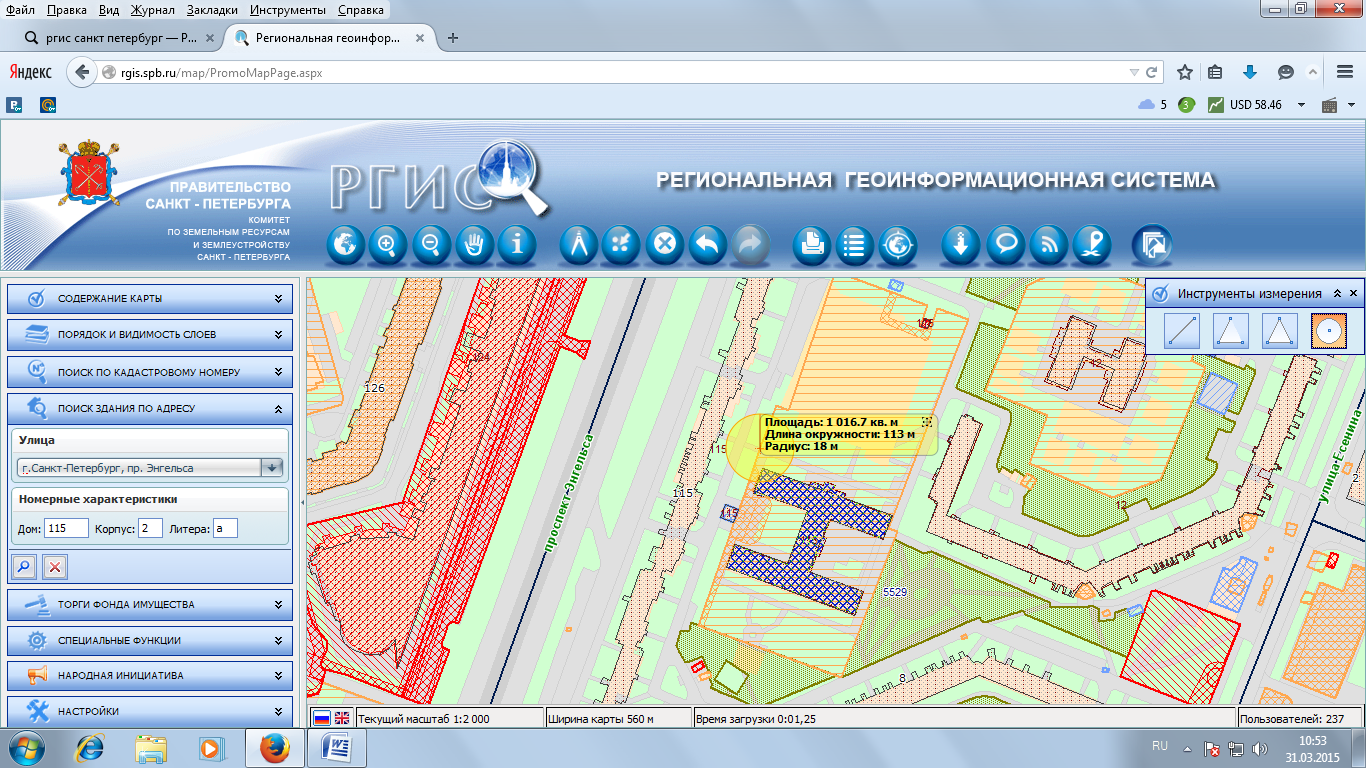 Файл Правка Вид Журнал Закладки Инструменты Справка
ргис санкт петербург — Р...
Региональная геоинфор...
Яндекс
rgis.spb.ru/map/PromoMapPage.aspx
5
3
USD 58.46
ПРАВИТЕЛЬСТВО
САНКТ - ПЕТЕРБУРГА
КОМИТЕТ
ПО ЗЕМЕЛЬНЫМ РЕСУРСАМ
И ЗЕМЛЕУСТРОЙСТВУ
САНКТ - ПЕТЕРБУРГА
РГИС
РЕГИОНАЛЬНАЯ ГЕОИНФОРМАЦИОННАЯ СИСТЕМА
СОДЕРЖАНИЕ КАРТЫ
ПОРЯДОК И ВИДИМОСТЬ СЛОЕВ
ПОИСК ПО КАДАСТРОВОМУ НОМЕРУ
ПОИСК ЗДАНИЯ ПО АДРЕСУ
Улица
г.Санкт-Петербург, пр. Энгельса
Номерные характеристики
Дом: 115 Корпус: 2 Литера: а
ТОРГИ ФОНДА ИМУЩЕСТВА
СПЕЦИАЛЬНЫЕ ФУНКЦИИ
НАРОДНАЯ ИНИЦИАТИВА
НАСТРОЙКИ
Инструменты измерения
124
126
проспект Энгельса
Площадь: 1 016.7 кв. м
Длина окружности: 113 м
Радиус: 18 м
115
115
115
12
5529
8
2
улица Есенина
Текущий масштаб 1:2 000
Ширина карты 560 м
Время загрузки 0:01,25
Пользователей: 237
RU
10:53
31.03.2015